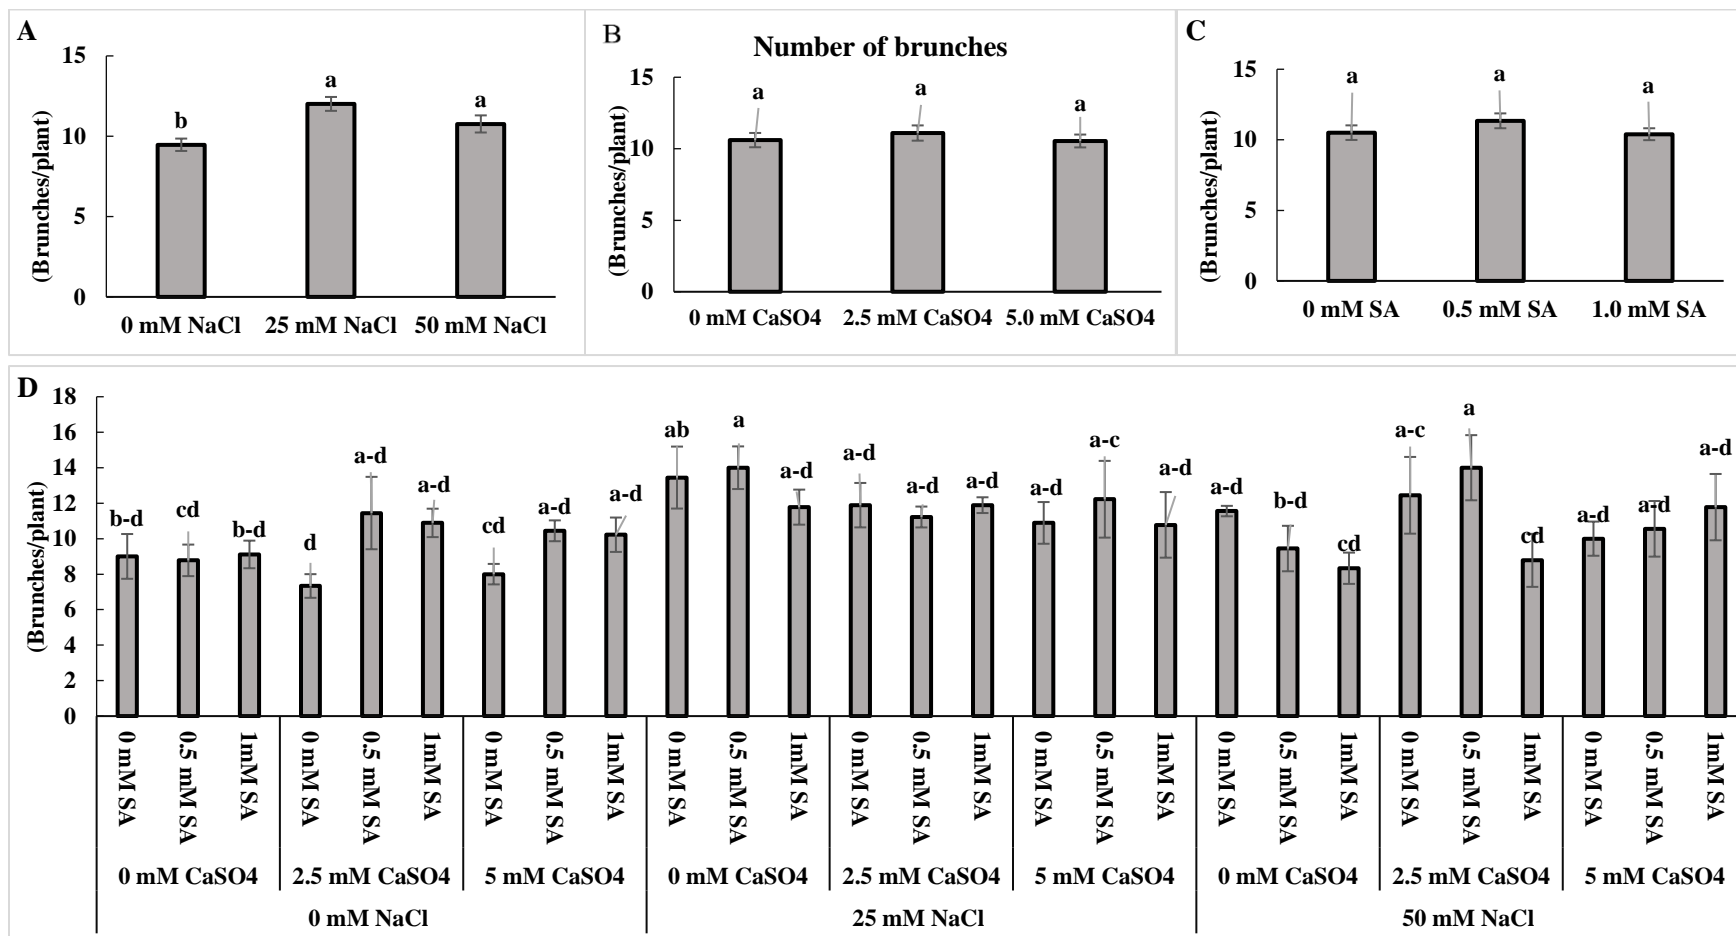 A
(Brunches/plant)
15
10
5
0
b
a
a
0 mM NaCl 25 mM NaCl 50 mM NaCl
B
Number of brunches
(Brunches/plant)
15
10
5
0
a
a
a
0 mM CaSO4 2.5 mM CaSO4 5.0 mM CaSO4
C
(Brunches/plant)
15
10
5
0
a
a
a
0 mM SA 0.5 mM SA 1.0 mM SA
D
(Brunches/plant)
18
16
14
12
10
8
6
4
2
0
b-d
cd
b-d
d
a-d
a-d
cd
a-d
a-d
ab
a
a-d
a-d
a-d
a-d
a-d
a-c
a-d
a-d
b-d
cd
a-c
a
cd
a-d
a-d
a-d
0 mM SA
0.5 mM SA
1mM SA
0 mM SA
0.5 mM SA
1mM SA
0 mM SA
0.5 mM SA
1mM SA
0 mM SA
0.5 mM SA
1mM SA
0 mM SA
0.5 mM SA
1mM SA
0 mM SA
0.5 mM SA
1mM SA
0 mM SA
0.5 mM SA
1mM SA
0 mM SA
0.5 mM SA
1mM SA
0 mM SA
0.5 mM SA
1mM SA
0 mM CaSO4 2.5 mM CaSO4 5 mM CaSO4 0 mM CaSO4 2.5 mM CaSO4 5 mM CaSO4 0 mM CaSO4 2.5 mM CaSO4 5 mM CaSO4
0 mM NaCl 25 mM NaCl 50 mM NaCl